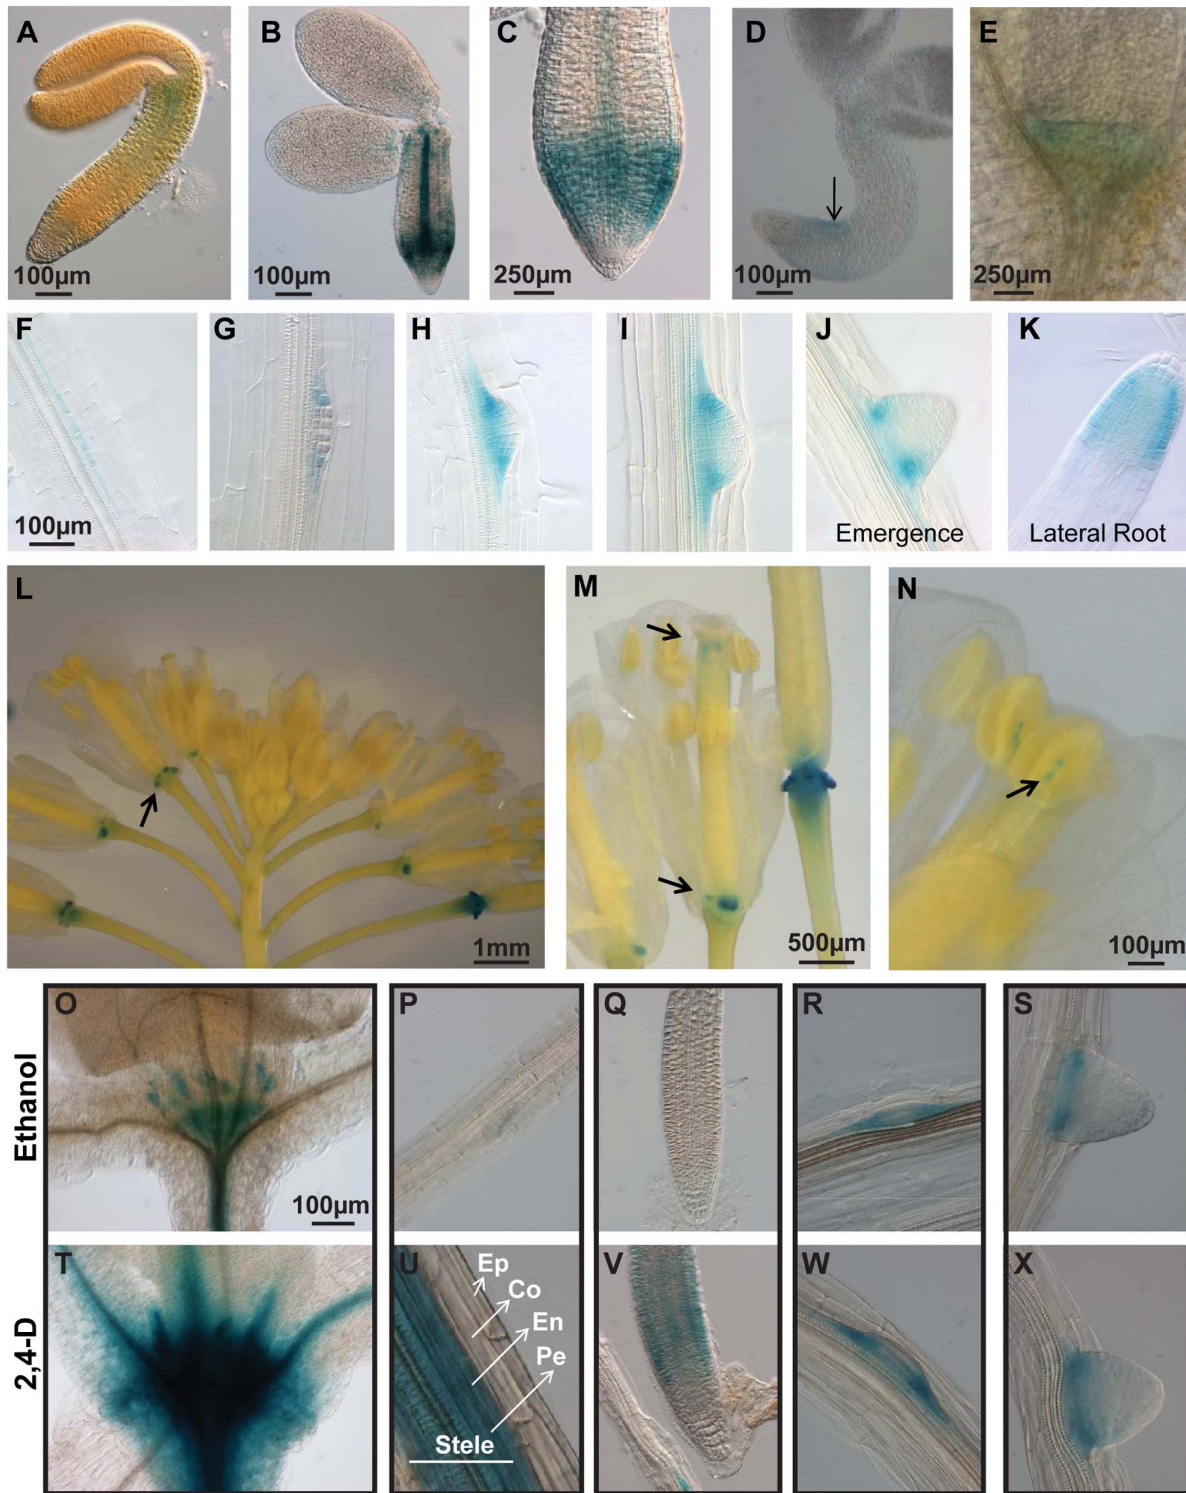 A B C D E
100µm 100µm 250µm 100µm 250µm
F G H I J K
100µm Emergence Lateral Root
L M N
1mm 500µm 100µm
O P Q R S
Ethanol
100µm
T U V W X
2,4-D
Ep
Co
En
Pe
Stele